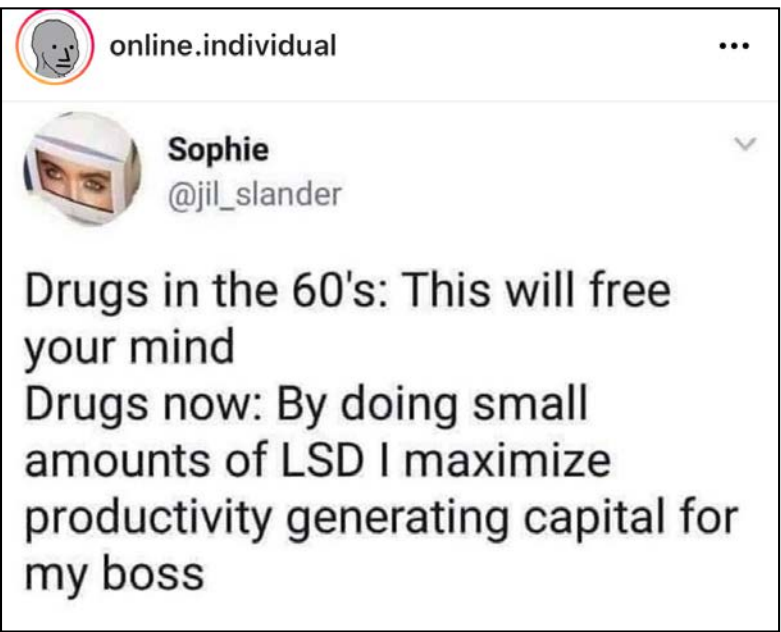 online.individual
Sophie
@jil_slander
Drugs in the 60's: This will free
your mind
Drugs now: By doing small
amounts of LSD I maximize
productivity generating capital for
my boss